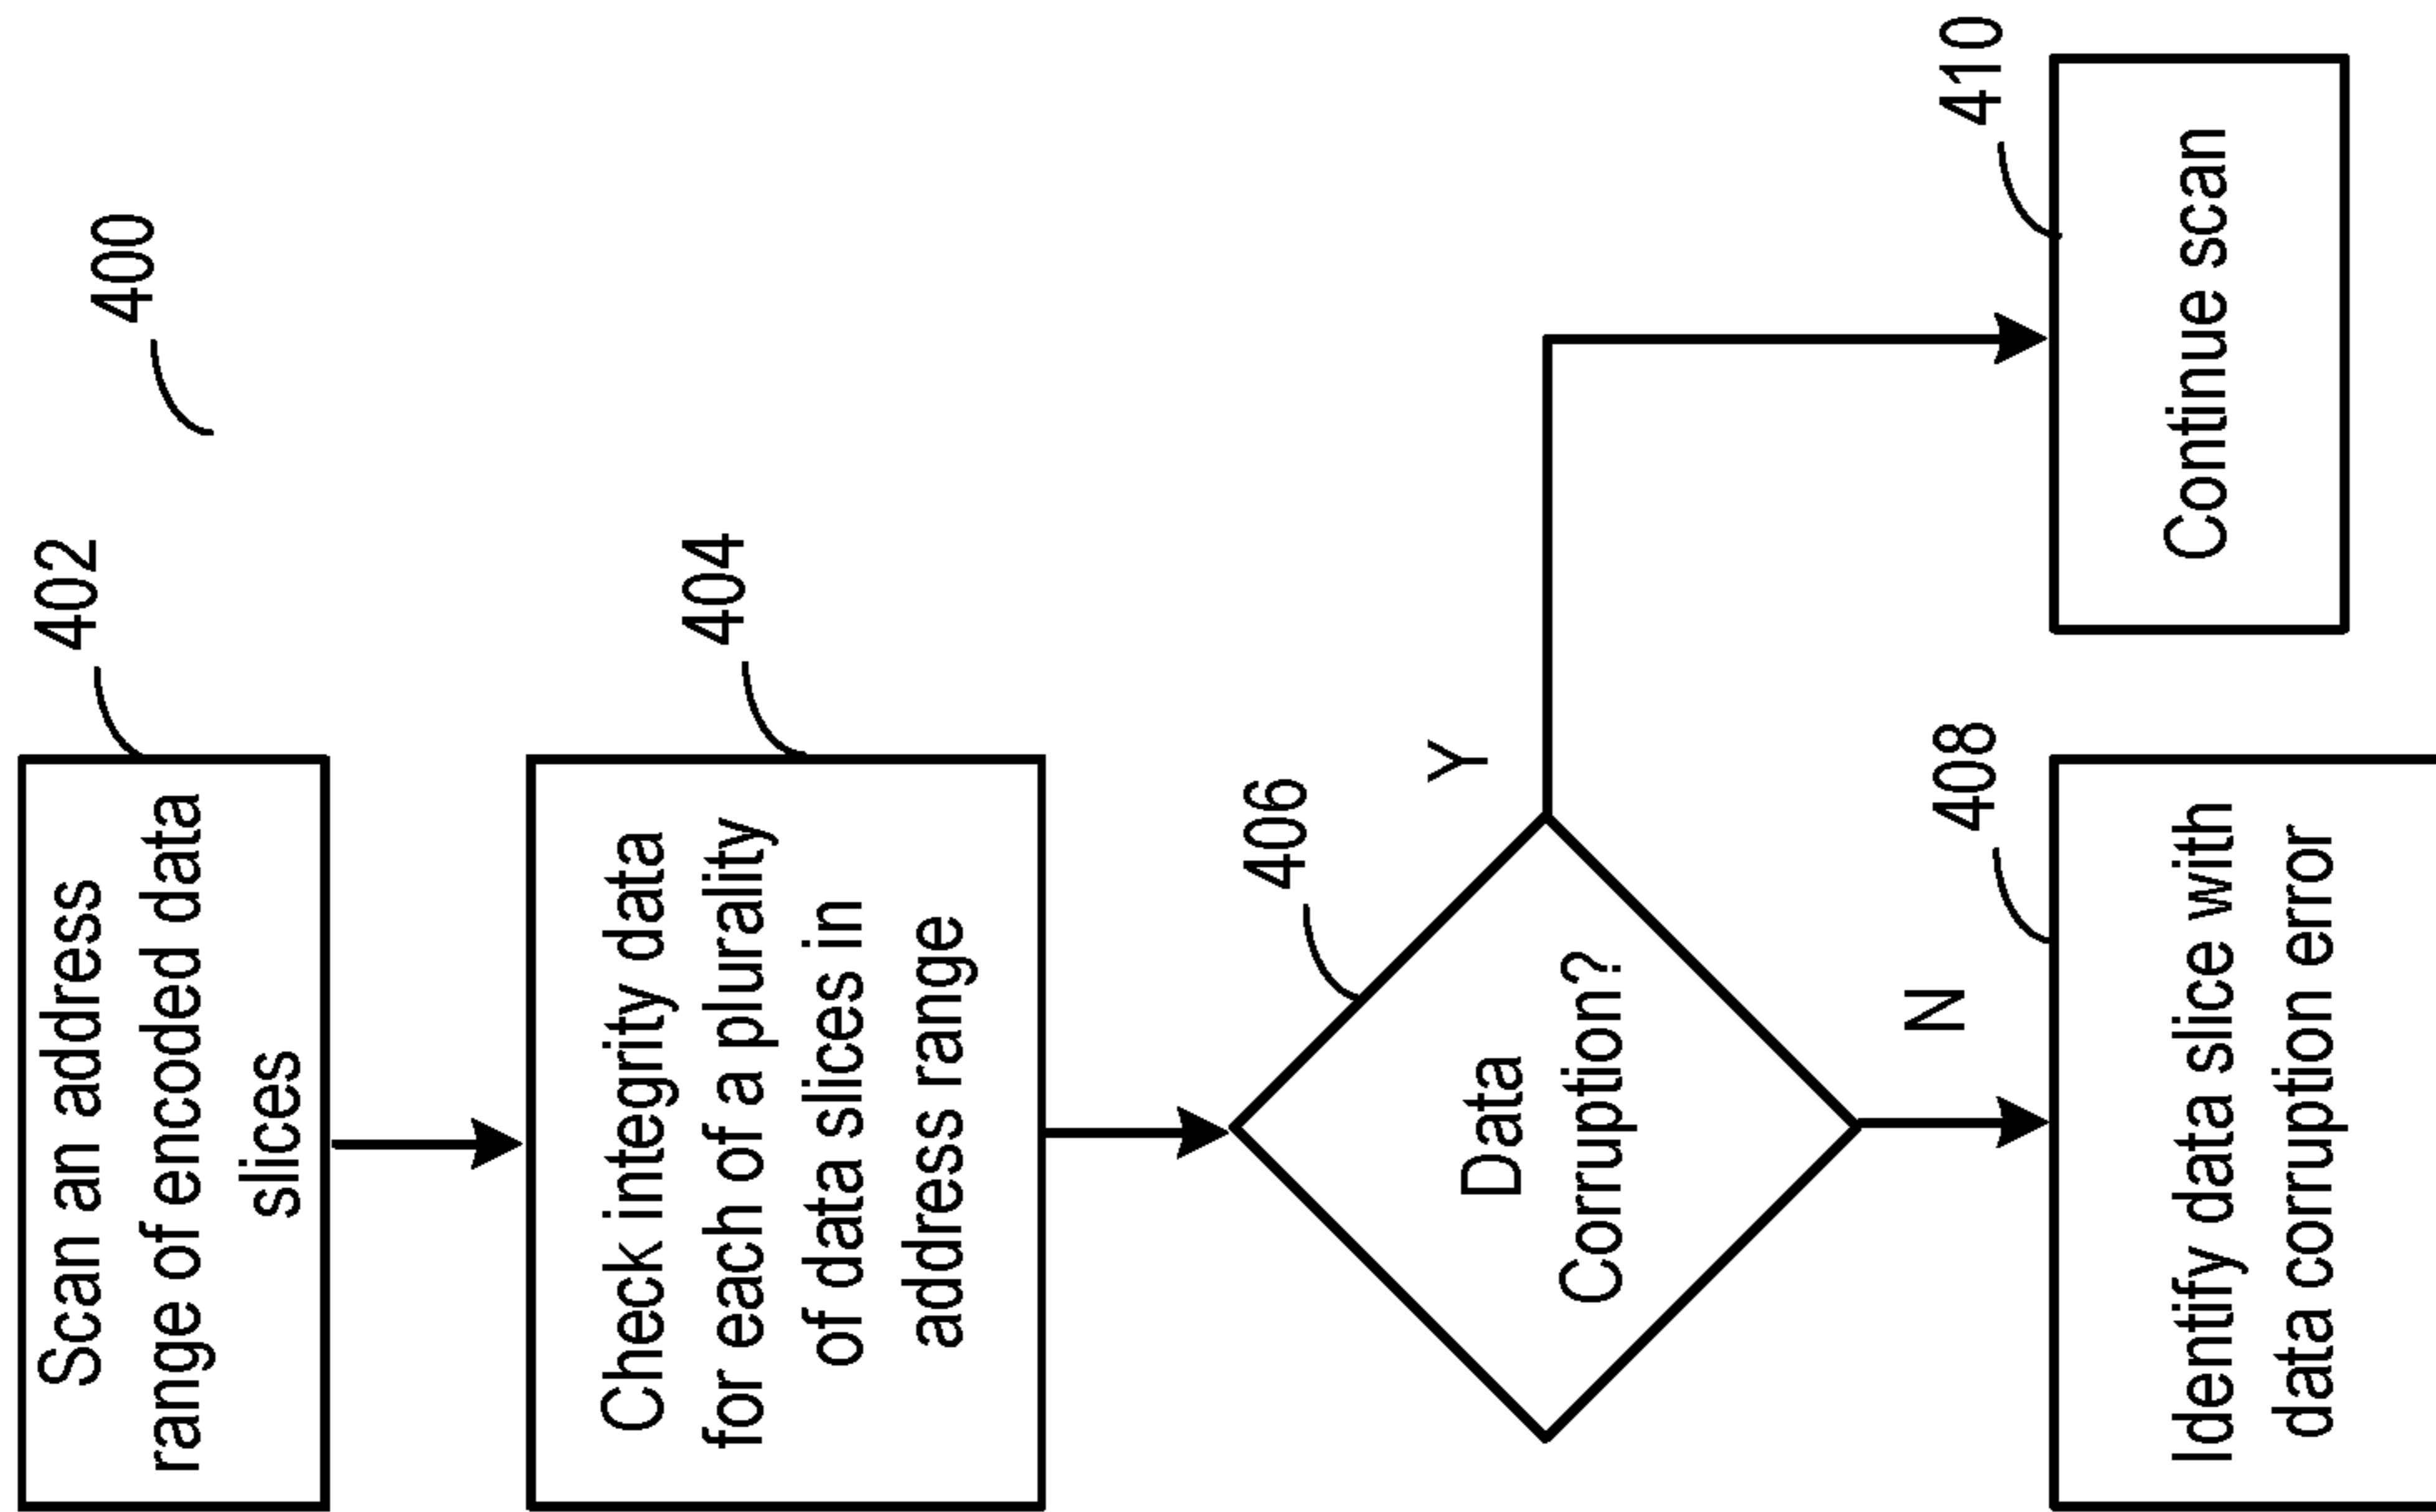 400
402
Scan an address
range of encoded data
slices
404
Check integrity data
for each of a plurality
of data slices in
address range
406
Data
Corruption?
Y
N
408
Identify data slice with
data corruption error
410
Continue scan